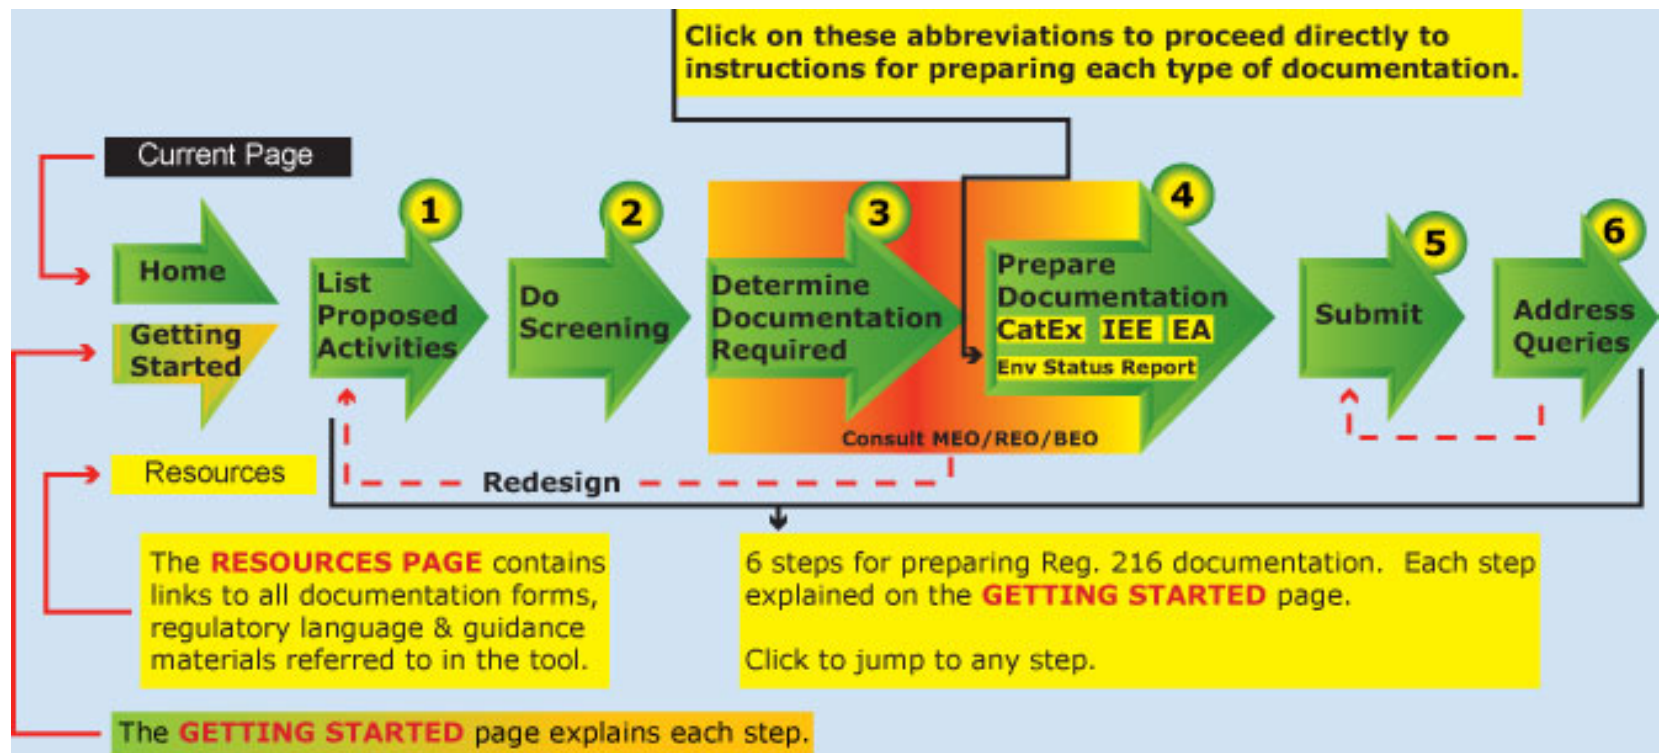 Click on these abbreviations to proceed directly to
instructions for preparing each type of documentation.
Current Page
Home
Getting
Started
Resources
1
List
Proposed
Activities
2
Do
Screening
3
Determine
Documentation
Required
4
Prepare
Documentation
CatEx IEE EA
Env Status Report
5
Submit
6
Address
Queries
Consult MEO/REO/BEO
Redesign
The RESOURCES PAGE contains
links to all documentation forms,
regulatory language & guidance
materials referred to in the tool.
6 steps for preparing Reg. 216 documentation. Each step
explained on the GETTING STARTED page.
Click to jump to any step.
The GETTING STARTED page explains each step.